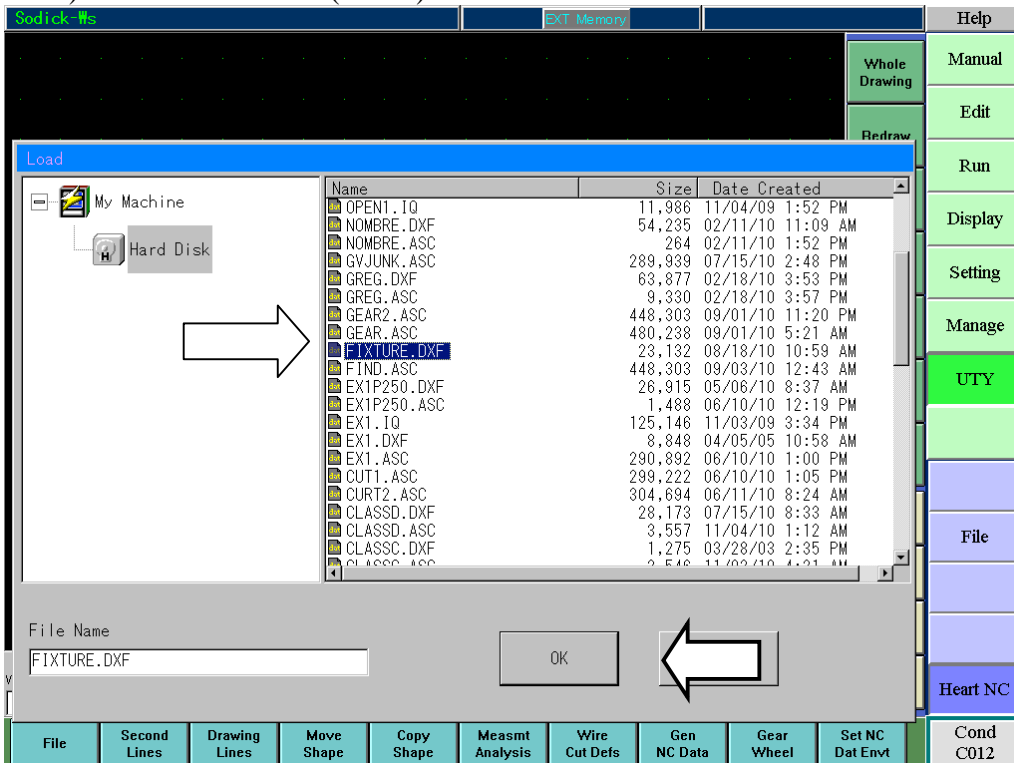 Sodick-Ws EXT Memory Help
Whole Drawing
Redraw
Manual
Edit
Run
Display
Setting
Manage
UTY
File
Heart NC
Cond C012
Load
My Machine
Hard Disk
Name Size Date Created
OPEN1.IQ 11,986 11/04/09 1:52 PM
NOMBRE.DXF 54,235 02/11/10 11:09 AM
NOMBRE.ASC 264 02/11/10 1:52 PM
GVJUNK.ASC 289,939 07/15/10 2:48 PM
GREG.DXF 63,877 02/18/10 3:53 PM
GREG.ASC 9,330 02/18/10 3:57 PM
GEAR2.ASC 448,303 09/01/10 11:20 PM
GEAR.ASC 480,238 09/01/10 5:21 AM
FIXTURE.DXF 23,132 08/18/10 10:59 AM
FIND.ASC 448,303 09/03/10 12:43 AM
EX1P250.DXF 26,915 05/06/10 8:37 AM
EX1P250.ASC 1,488 06/10/10 12:19 PM
EX1.IQ 125,146 11/03/09 3:34 PM
EX1.DXF 8,848 04/05/05 10:58 AM
EX1.ASC 290,892 06/10/10 1:00 PM
CUT1.ASC 299,222 06/10/10 1:05 PM
CURT2.ASC 304,694 06/11/10 8:24 AM
CLASSD.DXF 28,173 07/15/10 8:33 AM
CLASSD.ASC 3,557 11/04/10 1:12 AM
CLASSC.DXF 1,275 03/28/03 2:35 PM
File Name
FIXTURE.DXF
OK
File
Second Lines
Drawing Lines
Move Shape
Copy Shape
Measmt Analysis
Wire Cut Defs
Gen NC Data
Gear Wheel
Set NC Dat Envt